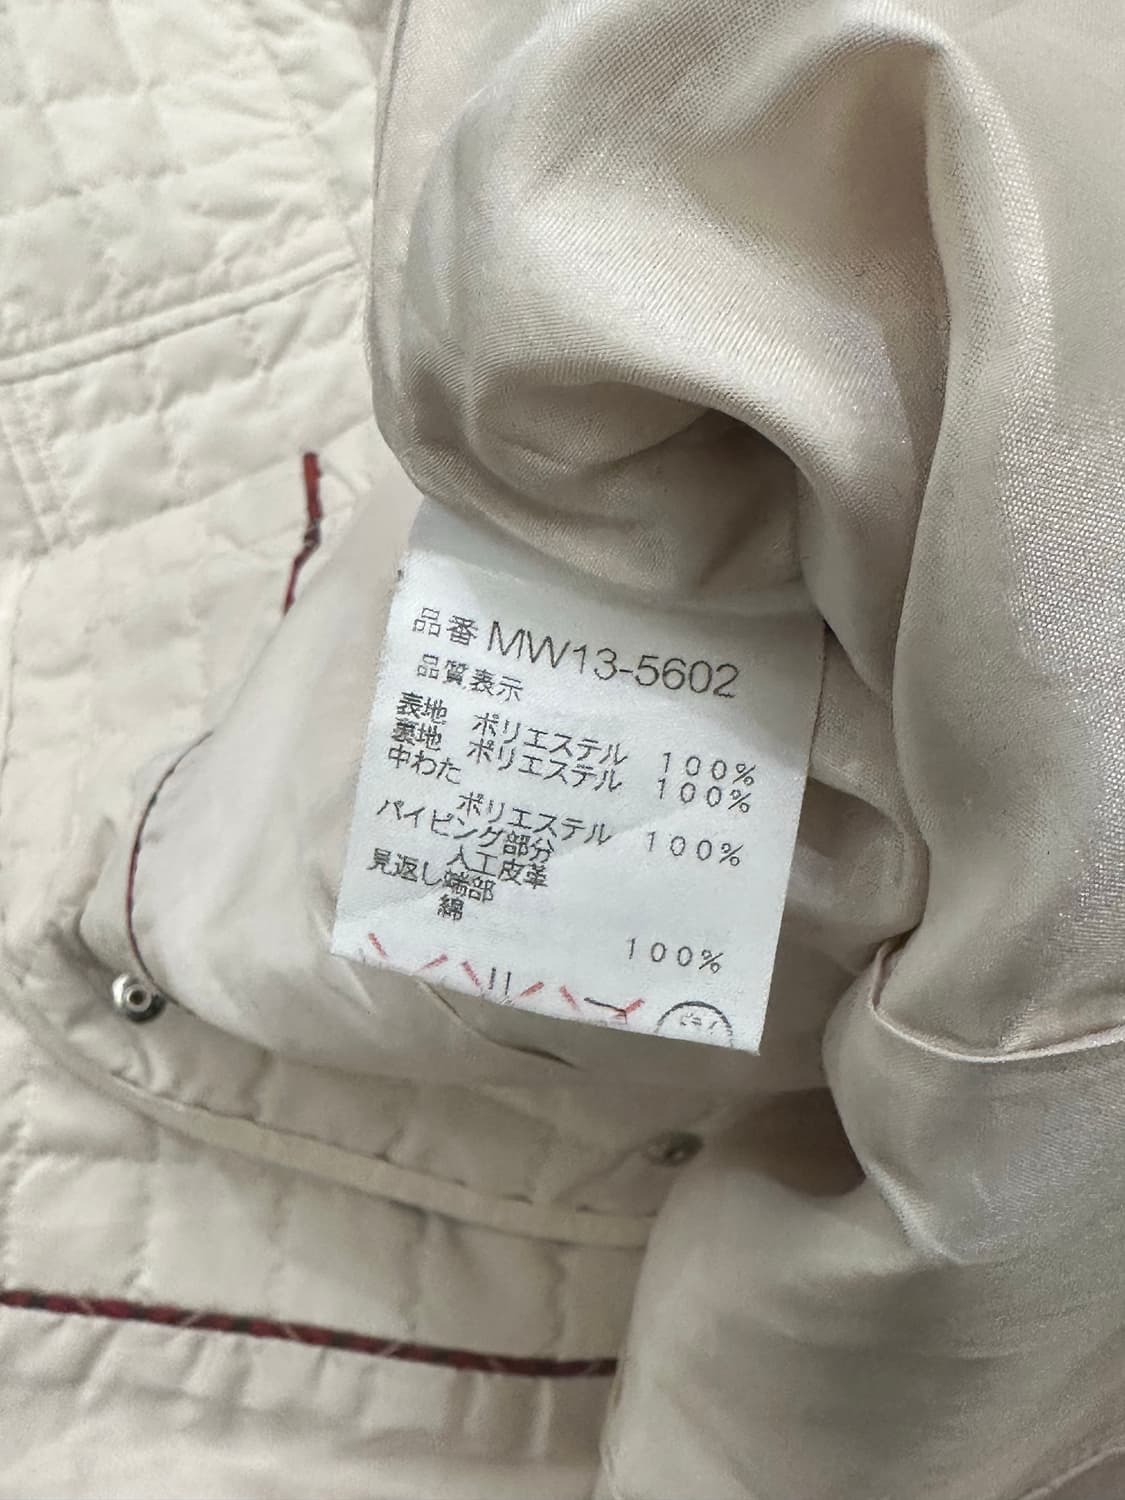 品番 MW13-5602
品質表示
表地 ポリエステル 100%
裏地 ポリエステル 100%
中わた
ポリエステル 100%
パイピング部分
人工皮革
見返し端部
綿 100%